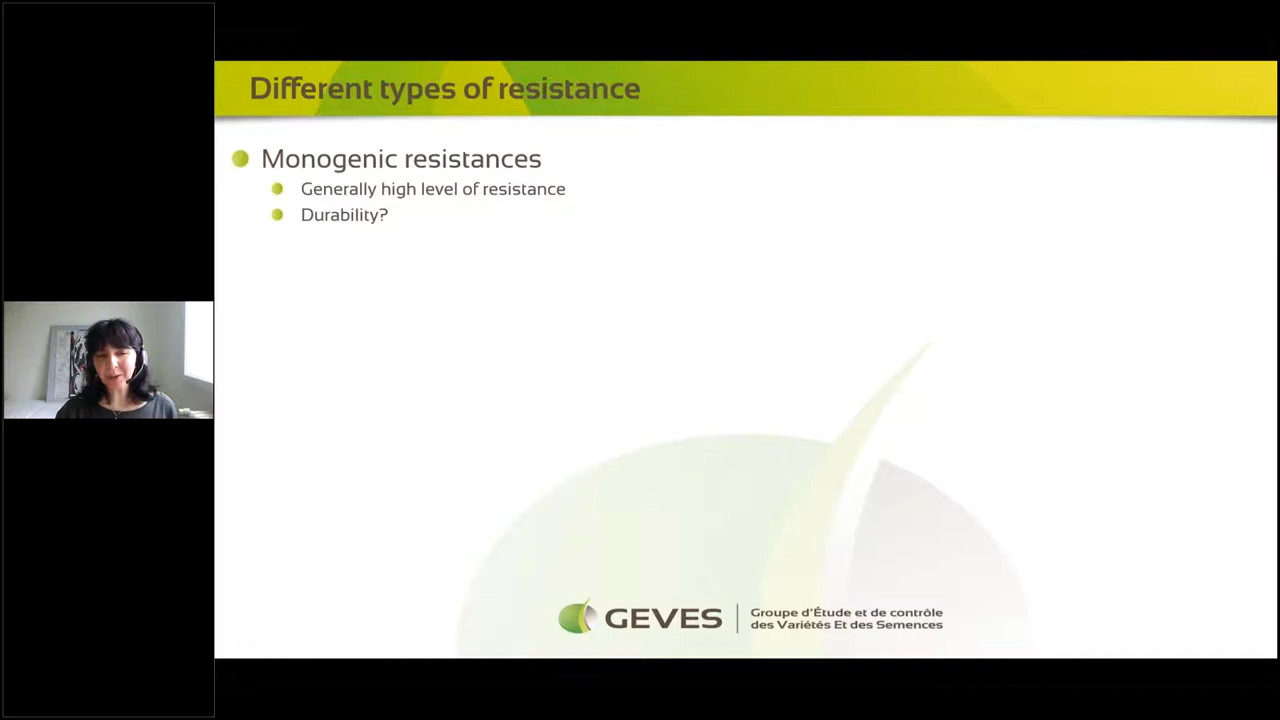 Different types of resistance
Monogenic resistances
Generally high level of resistance
Durability?
GEVES
Groupe d'Étude et de contrôle
des Variétés Et des Semences